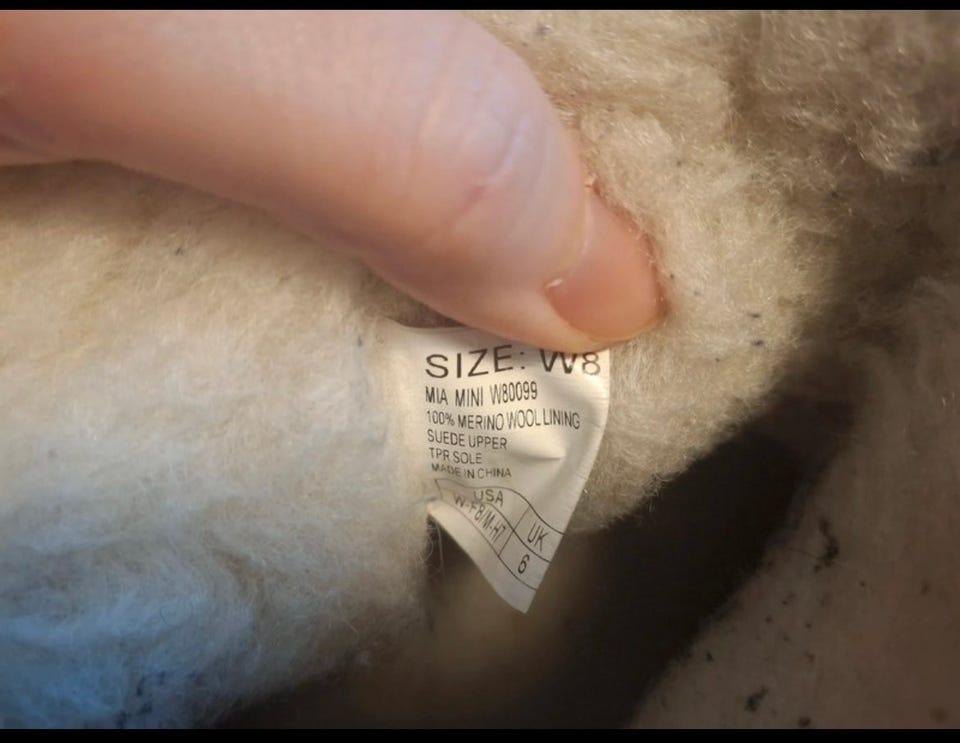 SIZE: W8
MIA MINI W80099
100% MERINO WOOL LINING
SUEDE UPPER
TPR SOLE
MADE IN CHINA
USA UK
W-F8/M-H7 6